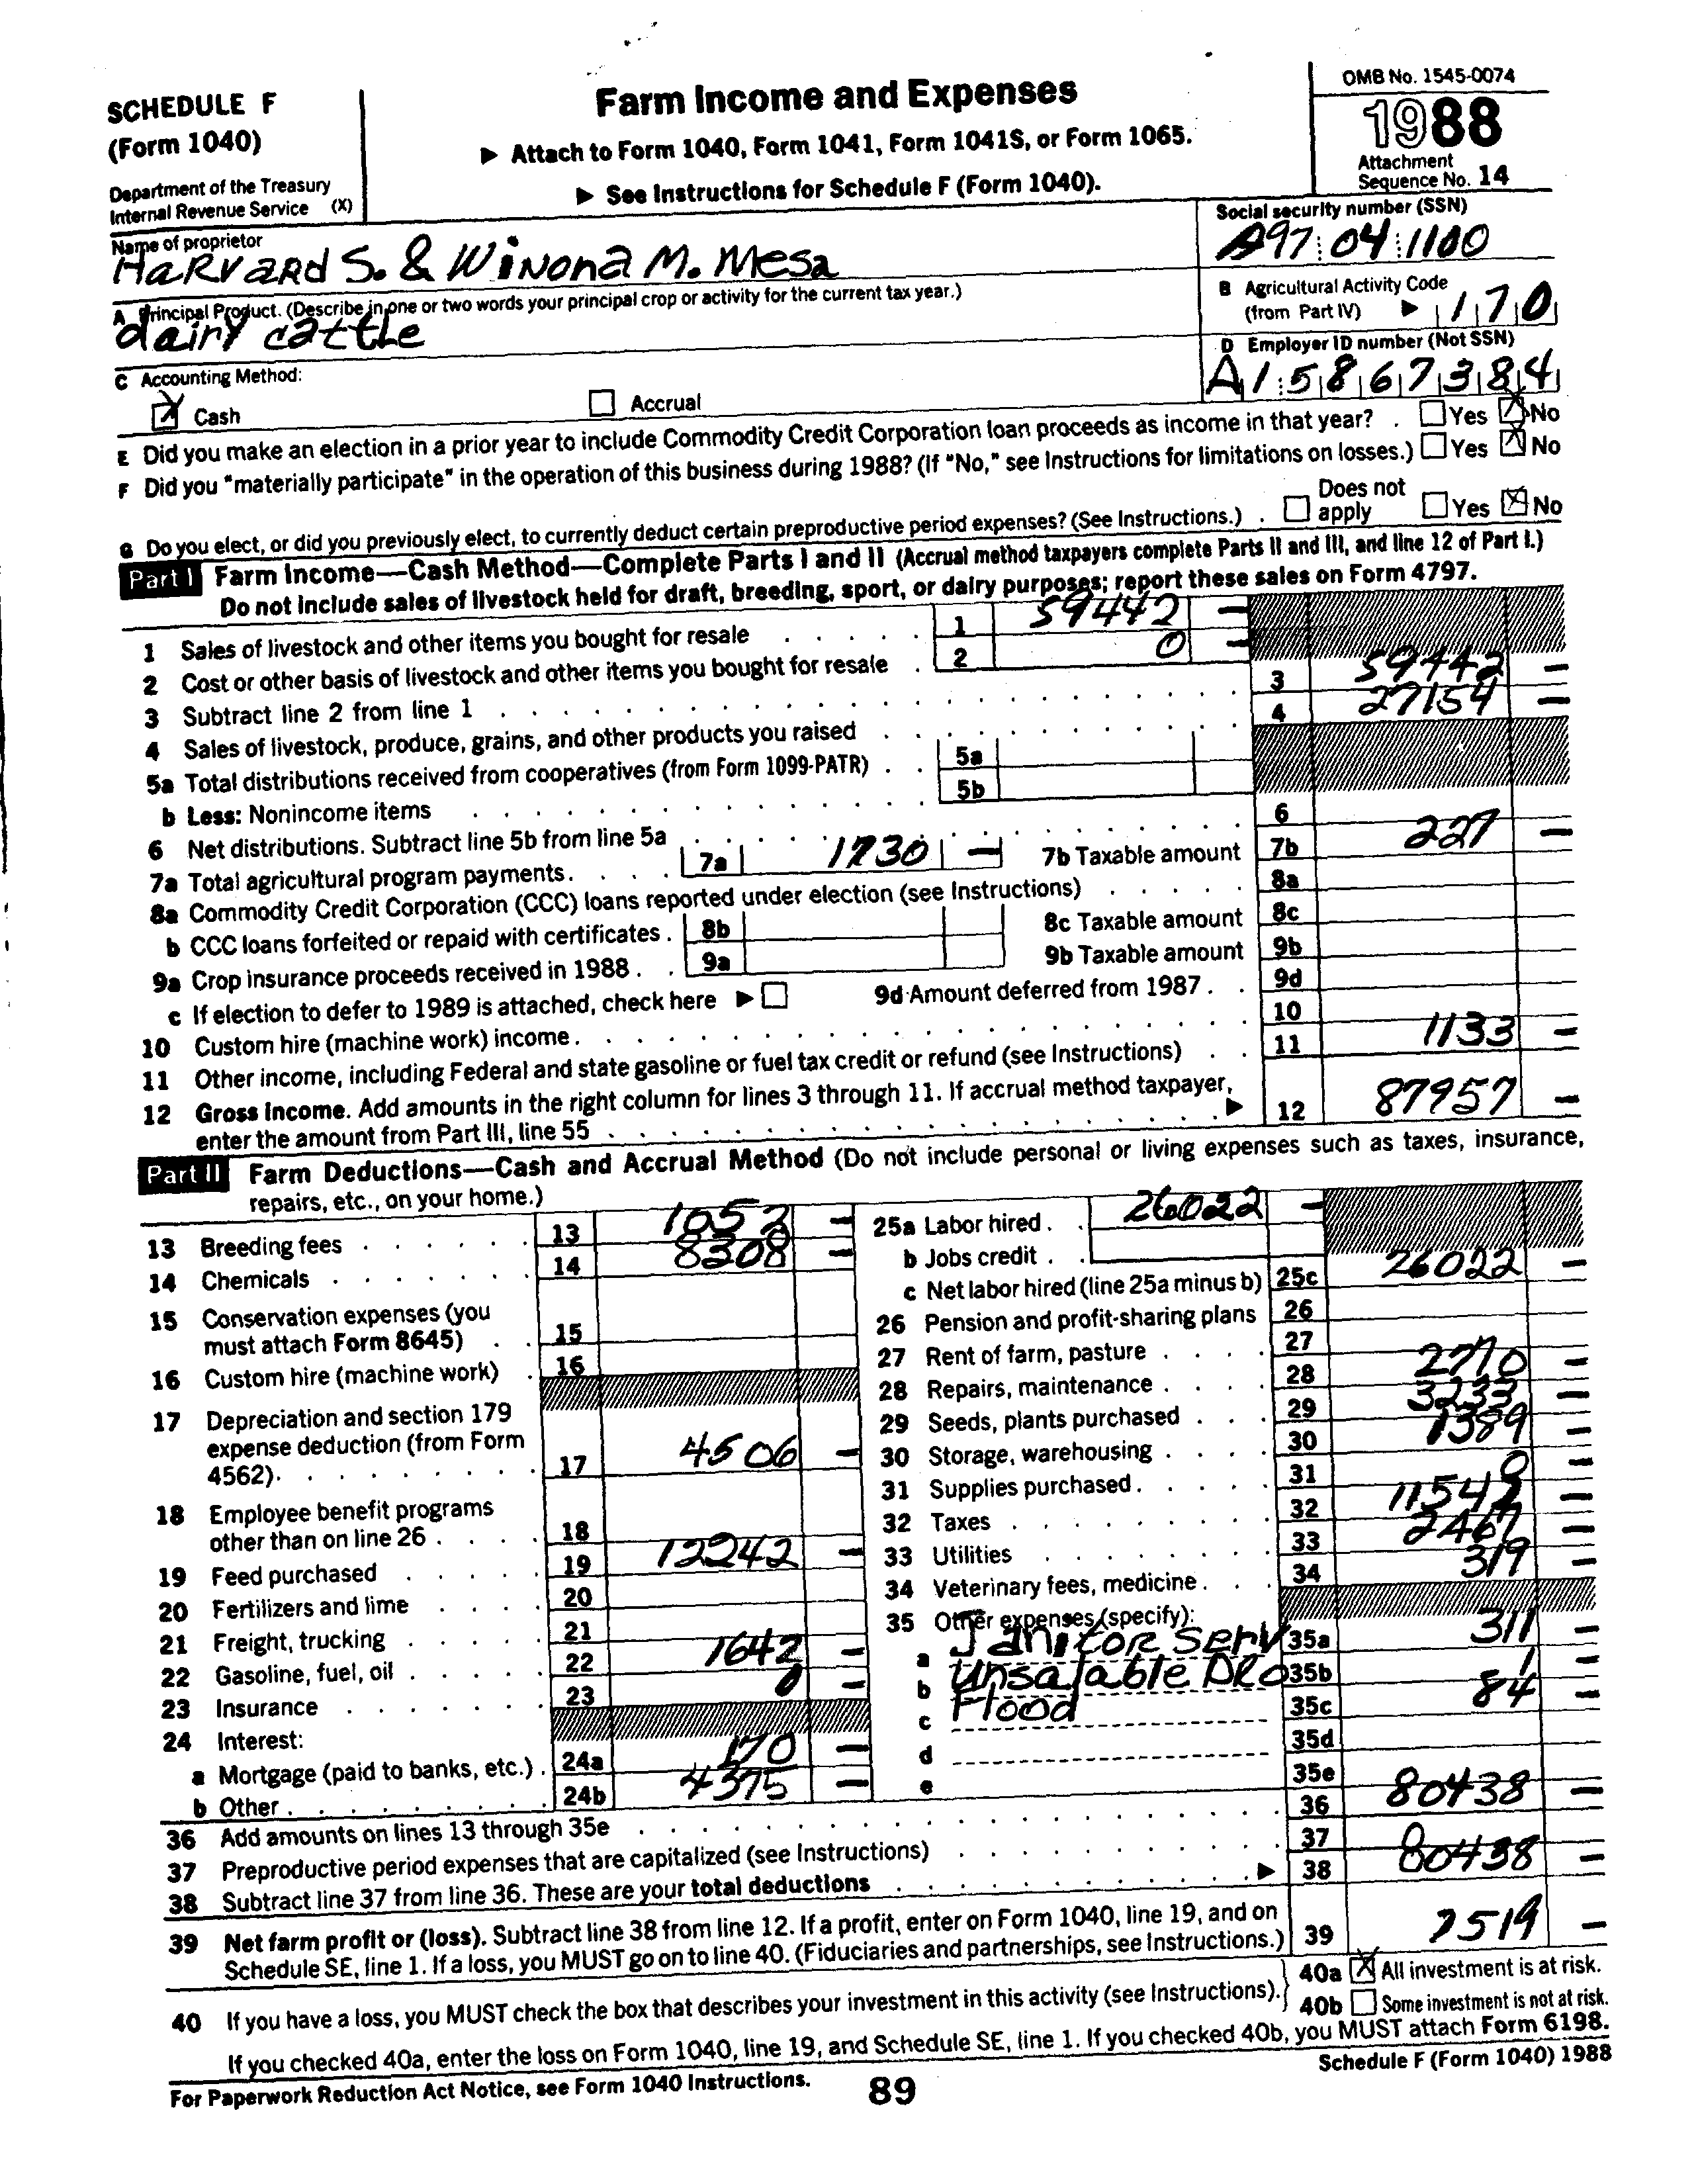 SCHEDULE F
(Form 1040)
Department of the Treasury
Internal Revenue Service (X)
Farm Income and Expenses
▶ Attach to Form 1040, Form 1041, Form 1041S, or Form 1065.
▶ See Instructions for Schedule F (Form 1040).
OMB No. 1545-0074
1988
Attachment
Sequence No. 14
Name of proprietor
HaRVaRd S. & WiNona M. Mesa
Social security number (SSN)
A97 04 1100
A Principal Product. (Describe in one or two words your principal crop or activity for the current tax year.)
dairy cattle
B Agricultural Activity Code
(from Part IV) ▶ 170
C Accounting Method:
X Cash Accrual
D Employer ID number (Not SSN)
A15867384
E Did you make an election in a prior year to include Commodity Credit Corporation loan proceeds as income in that year? . Yes X No
F Did you "materially participate" in the operation of this business during 1988? (If "No," see Instructions for limitations on losses.) Yes X No
G Do you elect, or did you previously elect, to currently deduct certain preproductive period expenses? (See Instructions.) . Does not apply Yes X No
Part I Farm Income—Cash Method—Complete Parts I and II (Accrual method taxpayers complete Parts II and III, and line 12 of Part I.)
Do not include sales of livestock held for draft, breeding, sport, or dairy purposes; report these sales on Form 4797.
1 Sales of livestock and other items you bought for resale . . . . . 1 59442 –
2 Cost or other basis of livestock and other items you bought for resale . 2 0 –
3 Subtract line 2 from line 1 . . . . . 3 59442 –
4 Sales of livestock, produce, grains, and other products you raised . . . 4 27154 –
5a Total distributions received from cooperatives (from Form 1099-PATR) . . 5a
b Less: Nonincome items . . . . . 5b
6 Net distributions. Subtract line 5b from line 5a . . . . . 6
7a Total agricultural program payments. . . . . 7a 1730 – 7b Taxable amount 7b 227 –
8a Commodity Credit Corporation (CCC) loans reported under election (see Instructions) . . . . . 8a
b CCC loans forfeited or repaid with certificates . 8b 8c Taxable amount 8c
9a Crop insurance proceeds received in 1988 . . 9a 9b Taxable amount 9b
c If election to defer to 1989 is attached, check here ▶ 9d Amount deferred from 1987 . . 9d
10 Custom hire (machine work) income . . . . . 10
11 Other income, including Federal and state gasoline or fuel tax credit or refund (see Instructions) . . 11 1133 –
12 Gross Income. Add amounts in the right column for lines 3 through 11. If accrual method taxpayer,
enter the amount from Part III, line 55 . . . . . ▶ 12 87957 –
Part II Farm Deductions—Cash and Accrual Method (Do not include personal or living expenses such as taxes, insurance,
repairs, etc., on your home.)
13 Breeding fees . . . . . . 13 1052 –
14 Chemicals . . . . . . 14 8308 –
15 Conservation expenses (you
must attach Form 8645) . . 15
16 Custom hire (machine work) . 16
17 Depreciation and section 179
expense deduction (from Form
4562). . . . . . . . 17 4506 –
18 Employee benefit programs
other than on line 26 . . . . 18
19 Feed purchased . . . . . 19 12242 –
20 Fertilizers and lime . . . . 20
21 Freight, trucking . . . . . 21
22 Gasoline, fuel, oil . . . . . 22 1642 –
23 Insurance . . . . . . 23 0 –
24 Interest:
a Mortgage (paid to banks, etc.) . 24a 170 –
b Other . . . . . . . . 24b 4375 –
25a Labor hired . . 26022 –
b Jobs credit . .
c Net labor hired (line 25a minus b) 25c 26022 –
26 Pension and profit-sharing plans 26
27 Rent of farm, pasture . . . . 27
28 Repairs, maintenance . . . . 28 2770 –
29 Seeds, plants purchased . . . 29 3233 –
30 Storage, warehousing . . . . 30 1389 –
31 Supplies purchased . . . . . 31 0 –
32 Taxes . . . . . . . . . 32 11542 –
33 Utilities . . . . . . . . 33 2467 –
34 Veterinary fees, medicine . . . 34 319 –
35 Other expenses (specify):
a JaniTOR Serv 35a 311 –
b Unsalable DRO 35b 1 –
c Flood 35c 84 –
d 35d
e 35e
36 Add amounts on lines 13 through 35e . . . . . 36 80438 –
37 Preproductive period expenses that are capitalized (see Instructions) . . . . . 37 0
38 Subtract line 37 from line 36. These are your total deductions . . . . . ▶ 38 80438 –
39 Net farm profit or (loss). Subtract line 38 from line 12. If a profit, enter on Form 1040, line 19, and on
Schedule SE, line 1. If a loss, you MUST go on to line 40. (Fiduciaries and partnerships, see Instructions.) 39 7519 –
40 If you have a loss, you MUST check the box that describes your investment in this activity (see Instructions).
40a X All investment is at risk.
40b Some investment is not at risk.
If you checked 40a, enter the loss on Form 1040, line 19, and Schedule SE, line 1. If you checked 40b, you MUST attach Form 6198.
For Paperwork Reduction Act Notice, see Form 1040 Instructions.
Schedule F (Form 1040) 1988
89